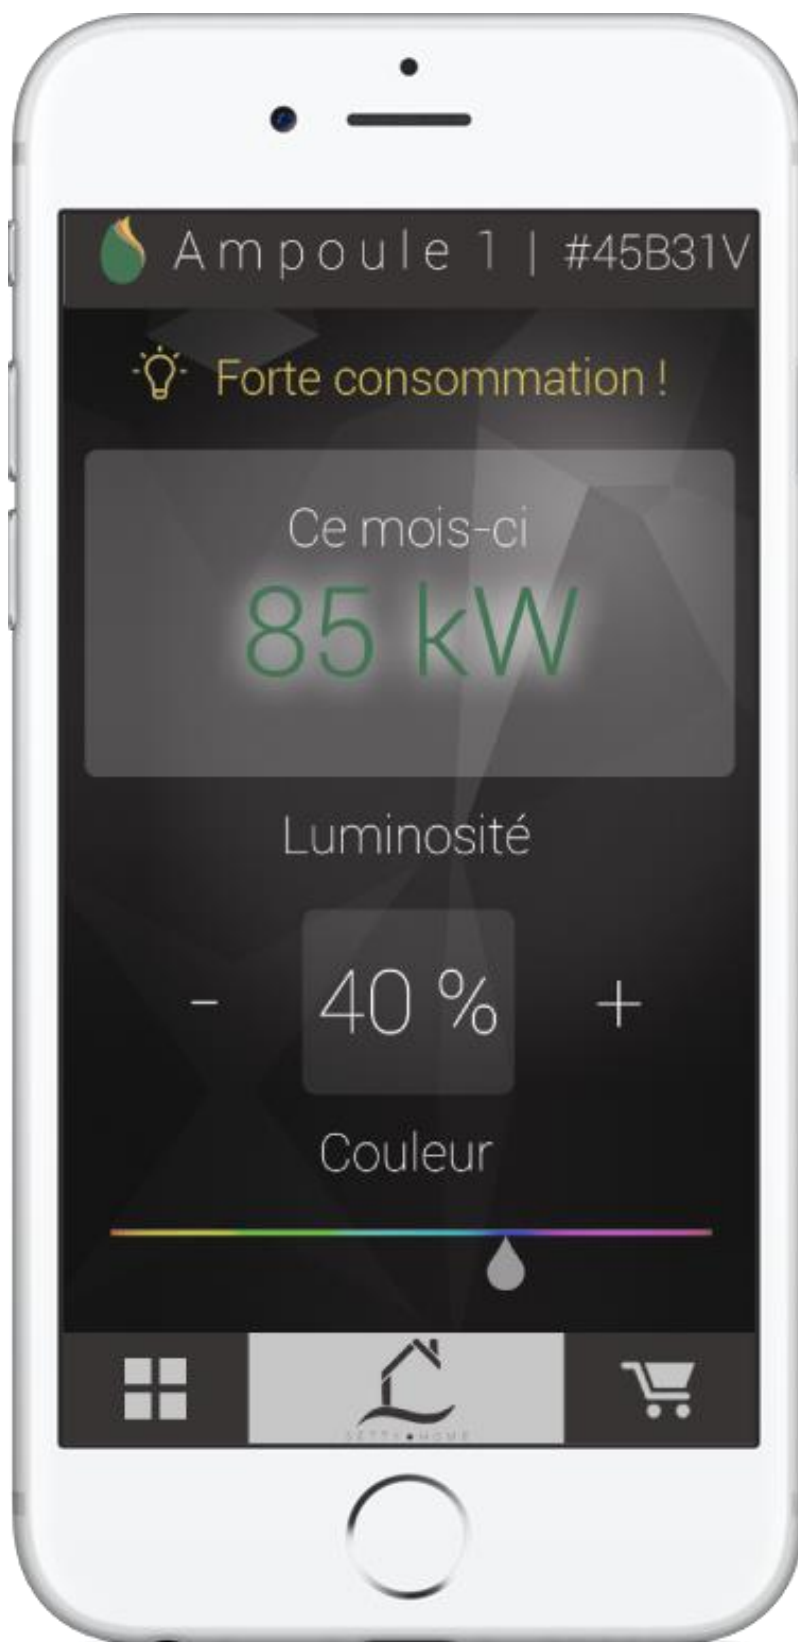 Ampoule 1 | #45B31V
Forte consommation !
Ce mois-ci
85 kW
Luminosité
- 40 % +
Couleur